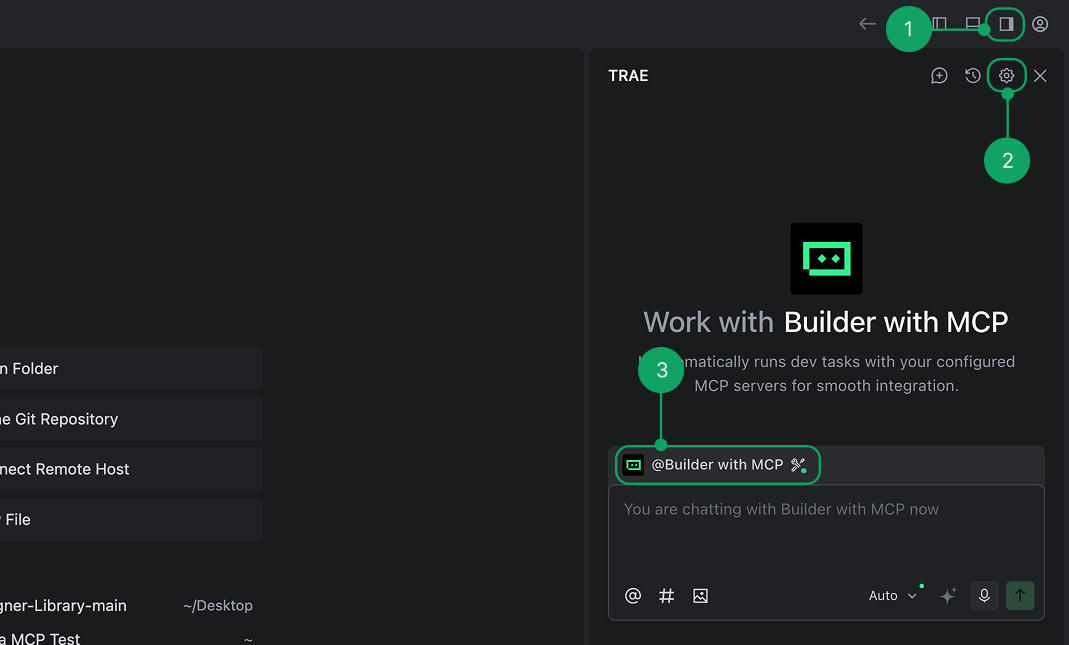 1
TRAE
2
Work with Builder with MCP
matically runs dev tasks with your configured
MCP servers for smooth integration.
3
n Folder
e Git Repository
nect Remote Host
File
@Builder with MCP
You are chatting with Builder with MCP now
Auto
gner-Library-main ~/Desktop
a MCP Test ~